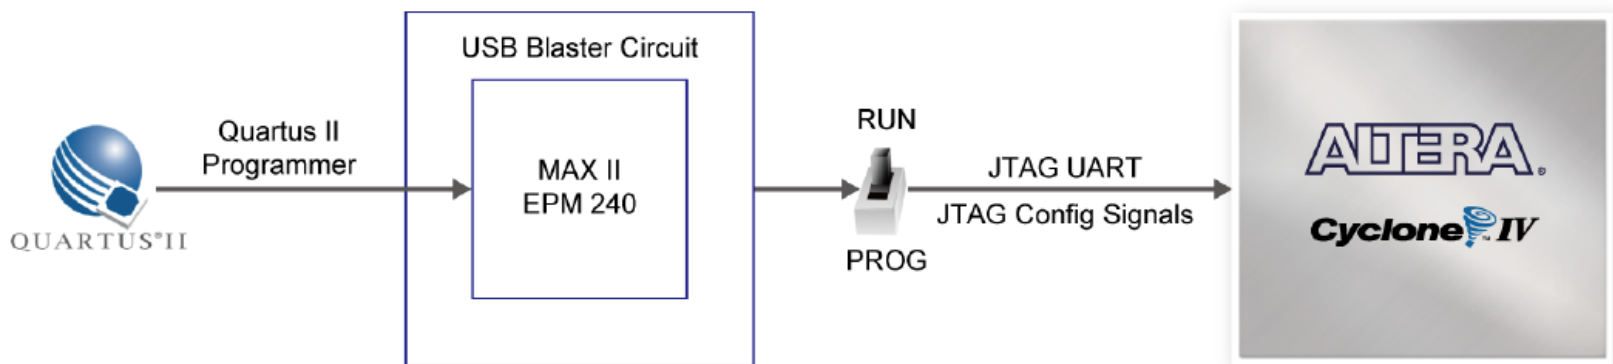 USB Blaster Circuit
Quartus II
Programmer
QUARTUS®II
MAX II
EPM 240
RUN
PROG
JTAG UART
JTAG Config Signals
ALTERA®
Cyclone™ IV